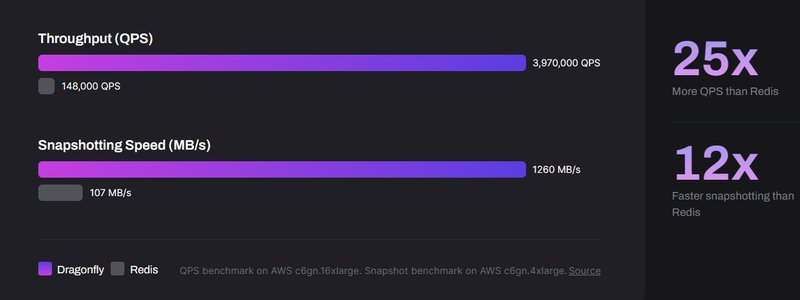 Throughput (QPS)
3,970,000 QPS
148,000 QPS
Snapshotting Speed (MB/s)
1260 MB/s
107 MB/s
Dragonfly
Redis
QPS benchmark on AWS c6gn.16xlarge. Snapshot benchmark on AWS c6gn.4xlarge. Source
25x
More QPS than Redis
12x
Faster snapshotting than
Redis